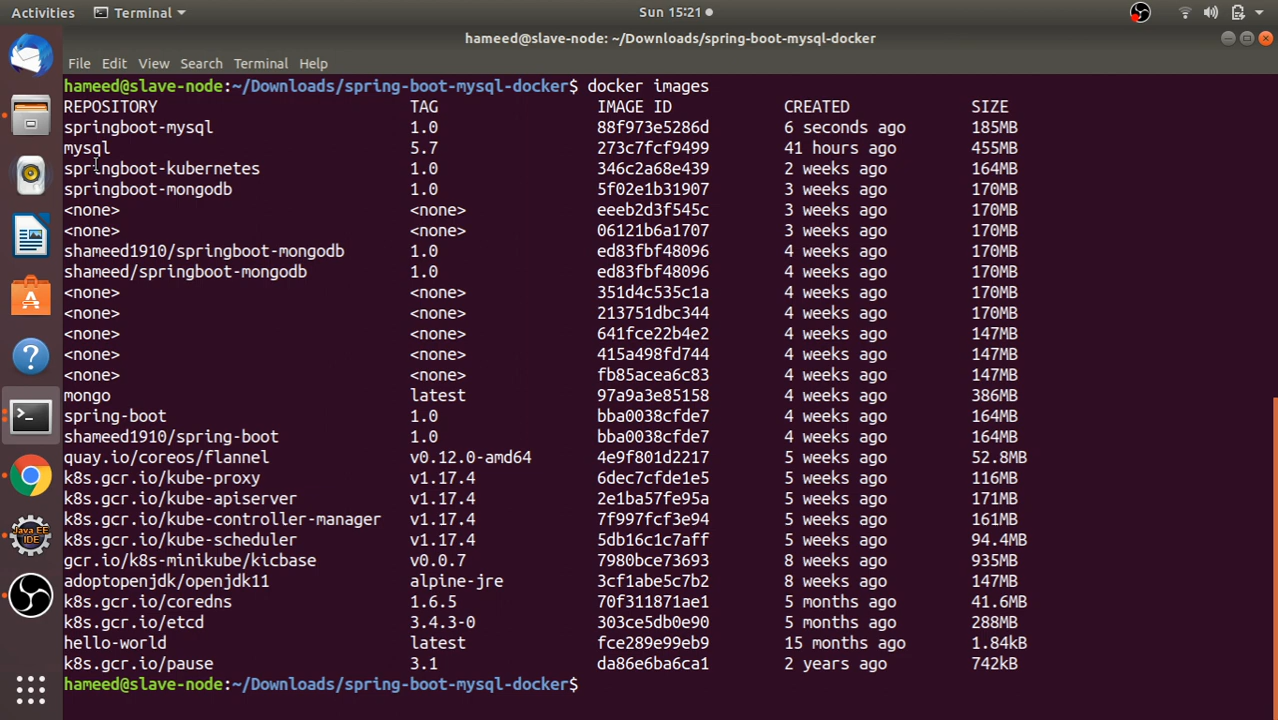 Activities Terminal Sun 15:21
hameed@slave-node: ~/Downloads/spring-boot-mysql-docker
File Edit View Search Terminal Help
hameed@slave-node:~/Downloads/spring-boot-mysql-docker$ docker images
REPOSITORY TAG IMAGE ID CREATED SIZE
springboot-mysql 1.0 88f973e5286d 6 seconds ago 185MB
mysql 5.7 273c7fcf9499 41 hours ago 455MB
springboot-kubernetes 1.0 346c2a68e439 2 weeks ago 164MB
springboot-mongodb 1.0 5f02e1b31907 3 weeks ago 170MB
<none> <none> eeeb2d3f545c 3 weeks ago 170MB
<none> <none> 06121b6a1707 3 weeks ago 170MB
shameed1910/springboot-mongodb 1.0 ed83fbf48096 4 weeks ago 170MB
shameed/springboot-mongodb 1.0 ed83fbf48096 4 weeks ago 170MB
<none> <none> 351d4c535c1a 4 weeks ago 170MB
<none> <none> 213751dbc344 4 weeks ago 170MB
<none> <none> 641fce22b4e2 4 weeks ago 147MB
<none> <none> 415a498fd744 4 weeks ago 147MB
<none> <none> fb85acea6c83 4 weeks ago 147MB
mongo latest 97a9a3e85158 4 weeks ago 386MB
spring-boot 1.0 bba0038cfde7 4 weeks ago 164MB
shameed1910/spring-boot 1.0 bba0038cfde7 4 weeks ago 164MB
quay.io/coreos/flannel v0.12.0-amd64 4e9f801d2217 5 weeks ago 52.8MB
k8s.gcr.io/kube-proxy v1.17.4 6dec7cfde1e5 5 weeks ago 116MB
k8s.gcr.io/kube-apiserver v1.17.4 2e1ba57fe95a 5 weeks ago 171MB
k8s.gcr.io/kube-controller-manager v1.17.4 7f997fcf3e94 5 weeks ago 161MB
k8s.gcr.io/kube-scheduler v1.17.4 5db16c1c7aff 5 weeks ago 94.4MB
gcr.io/k8s-minikube/kicbase v0.0.7 7980bce73693 8 weeks ago 935MB
adoptopenjdk/openjdk11 alpine-jre 3cf1abe5c7b2 8 weeks ago 147MB
k8s.gcr.io/coredns 1.6.5 70f311871ae1 5 months ago 41.6MB
k8s.gcr.io/etcd 3.4.3-0 303ce5db0e90 5 months ago 288MB
hello-world latest fce289e99eb9 15 months ago 1.84kB
k8s.gcr.io/pause 3.1 da86e6ba6ca1 2 years ago 742kB
hameed@slave-node:~/Downloads/spring-boot-mysql-docker$
Java EE
IDE